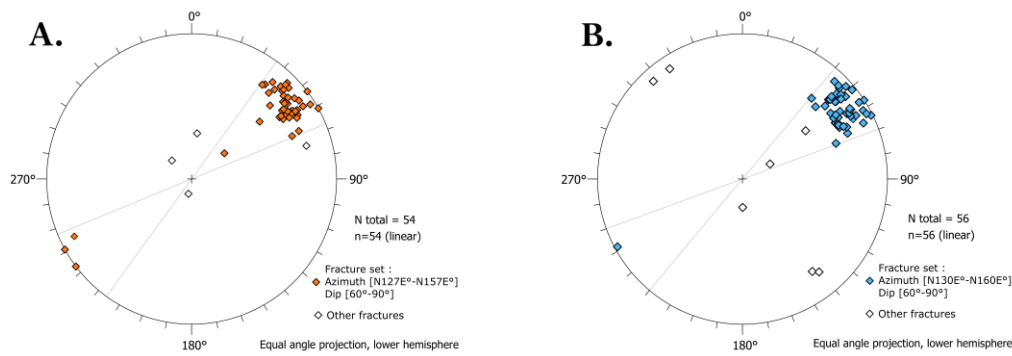 A.
0°
270°
90°
180°
N total = 54
n=54 (linear)
Fracture set :
Azimuth [N127E°-N157E°]
Dip [60°-90°]
Other fractures
Equal angle projection, lower hemisphere
B.
0°
270°
90°
180°
N total = 56
n=56 (linear)
Fracture set :
Azimuth [N130E°-N160E°]
Dip [60°-90°]
Other fractures
Equal angle projection, lower hemisphere